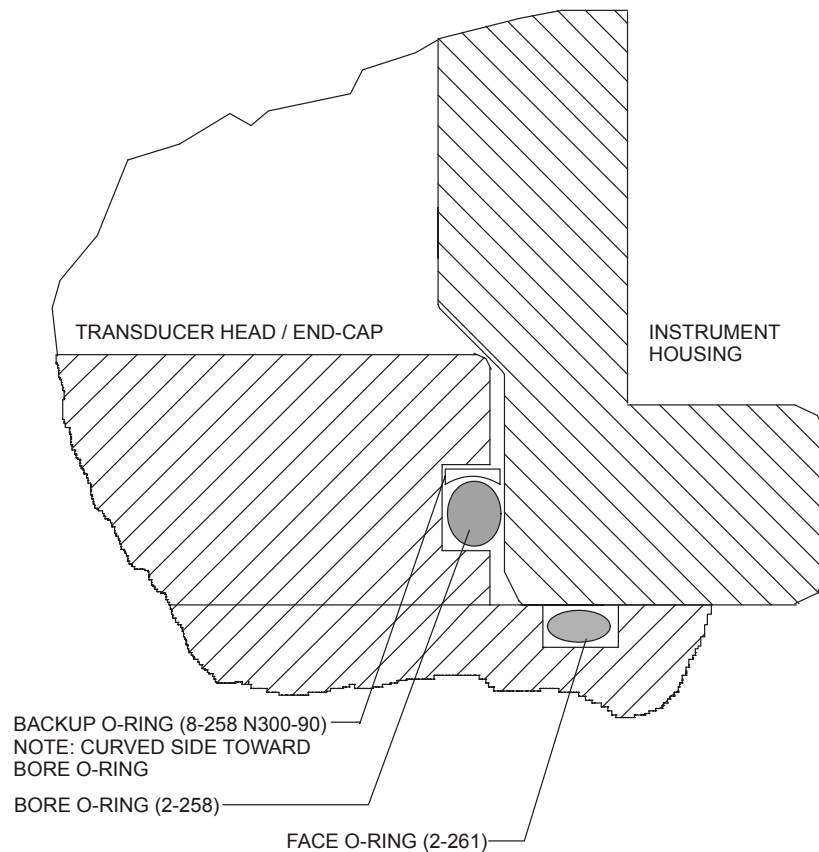 TRANSDUCER HEAD / END-CAP
INSTRUMENT
HOUSING
BACKUP O-RING (8-258 N300-90)
NOTE: CURVED SIDE TOWARD
BORE O-RING
BORE O-RING (2-258)
FACE O-RING (2-261)